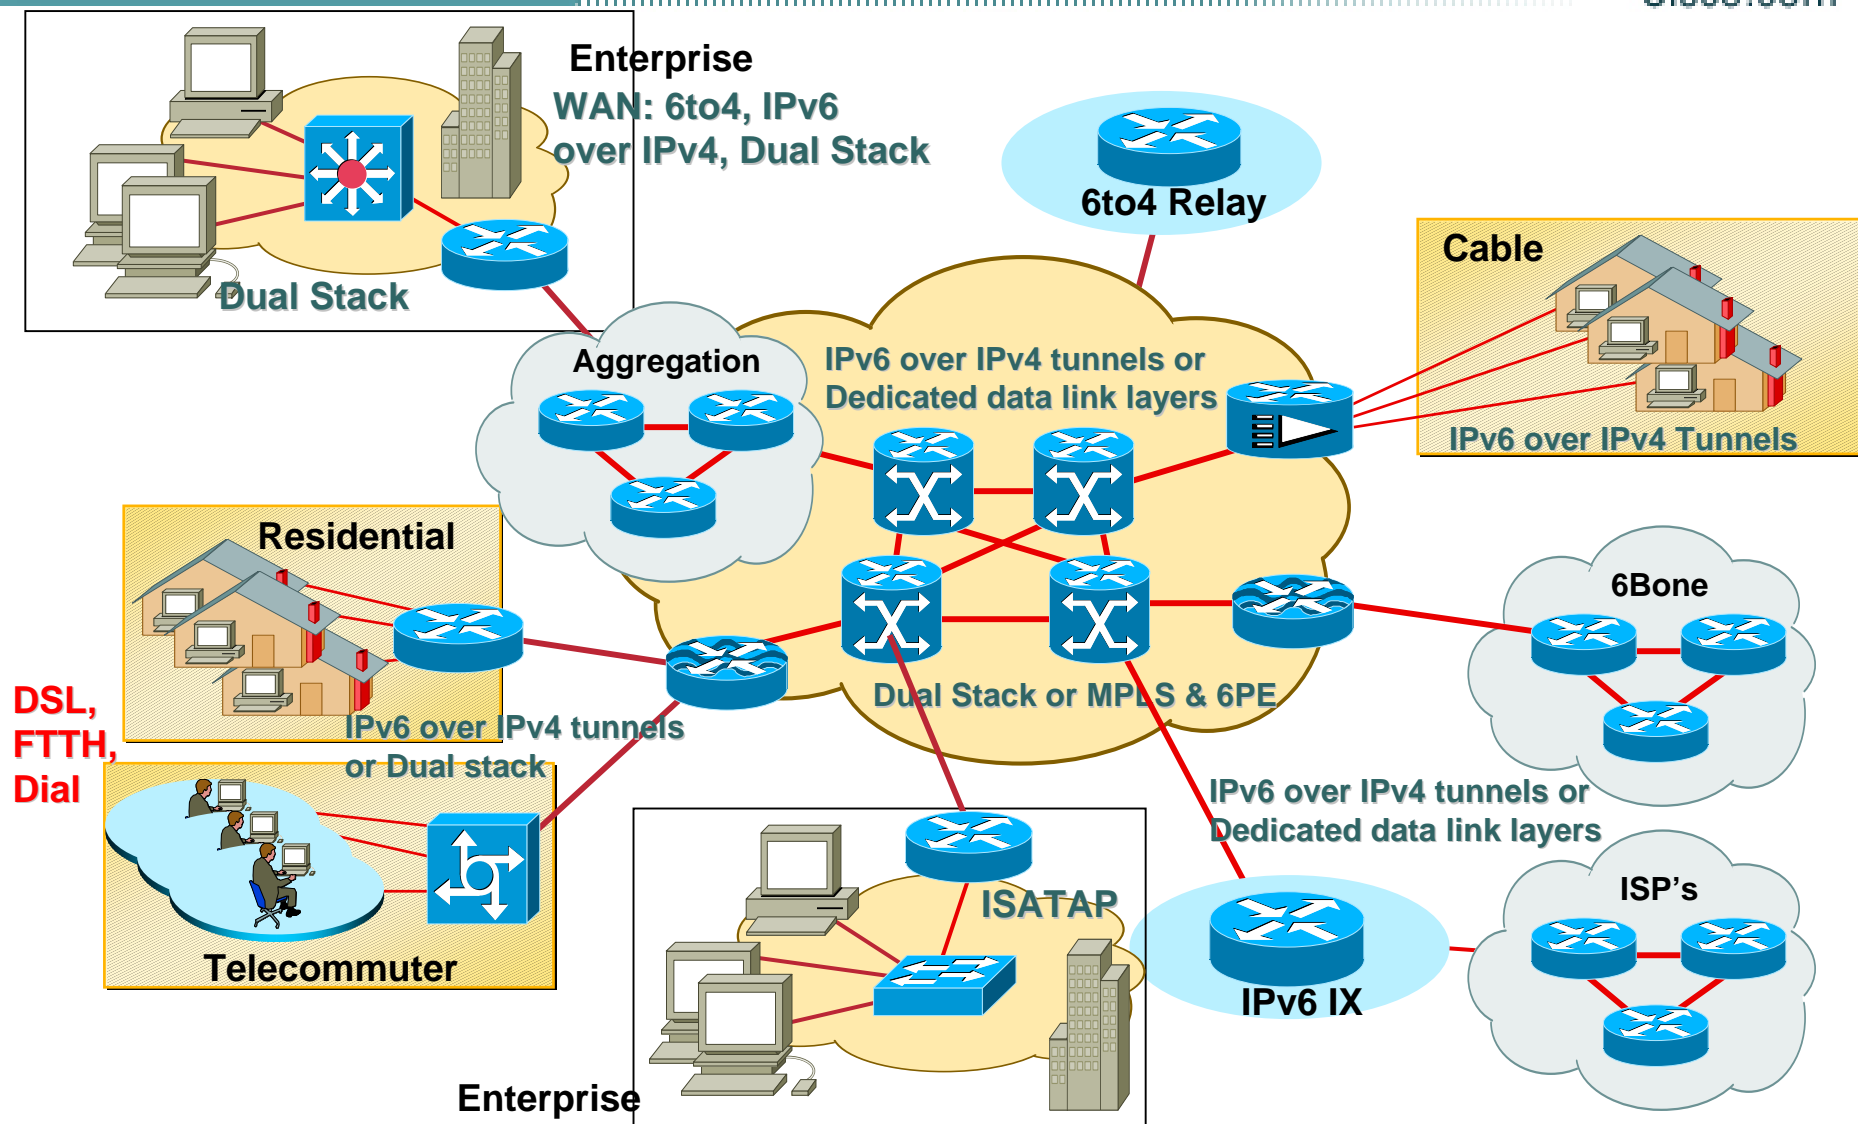 Enterprise
WAN: 6to4, IPv6
over IPv4, Dual Stack
Dual Stack
6to4 Relay
Cable
IPv6 over IPv4 Tunnels
Aggregation
IPv6 over IPv4 tunnels or
Dedicated data link layers
Residential
6Bone
DSL,
FTTH,
Dial
IPv6 over IPv4 tunnels
or Dual stack
Dual Stack or MPLS & 6PE
IPv6 over IPv4 tunnels or
Dedicated data link layers
Telecommuter
ISATAP
ISP's
IPv6 IX
Enterprise